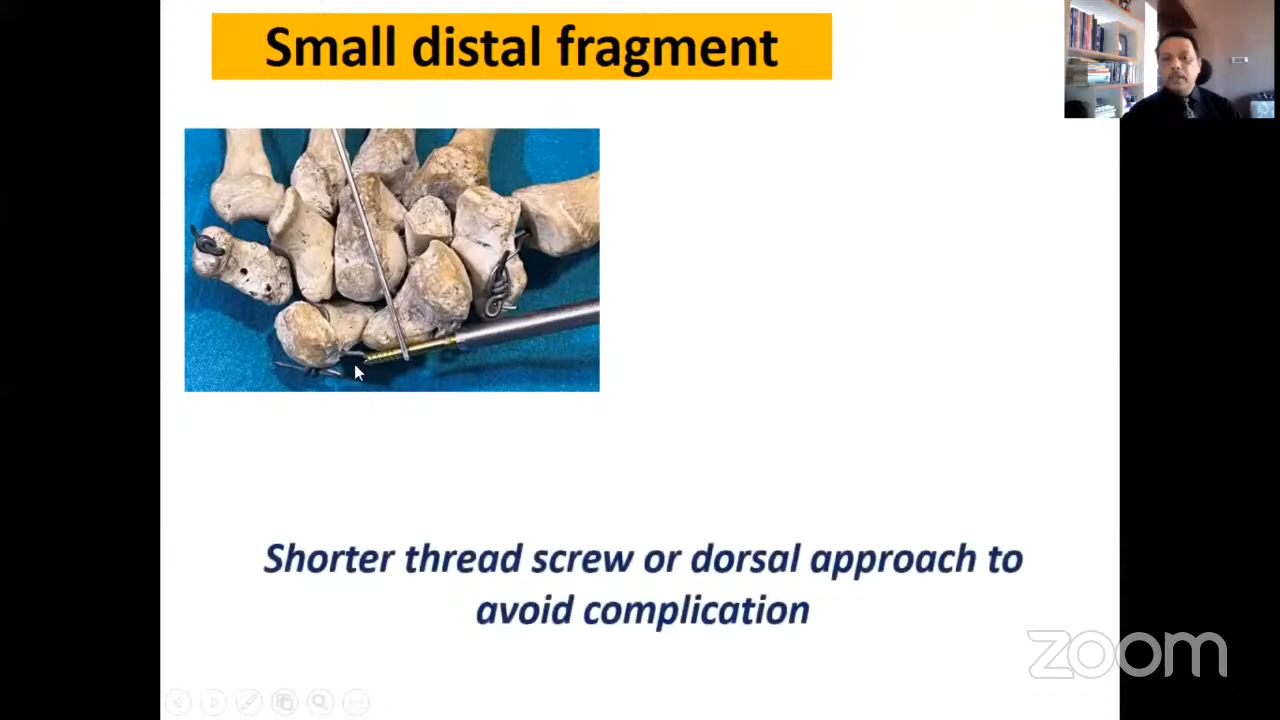 Small distal fragment
Shorter thread screw or dorsal approach to
avoid complication
zoom